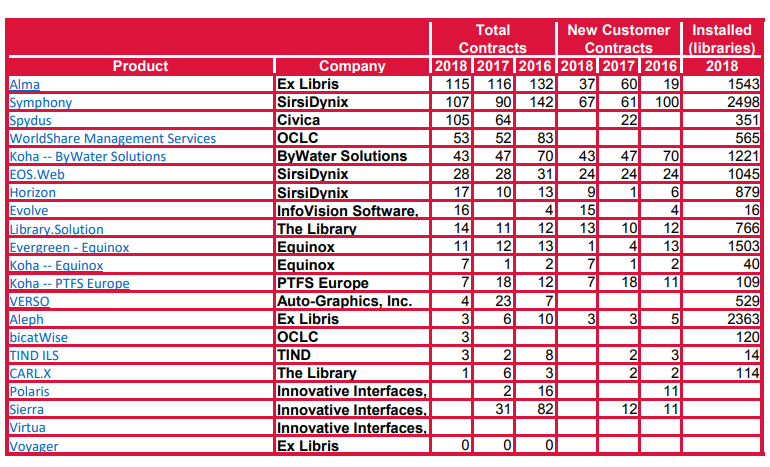 Total Contracts New Customer Contracts Installed (libraries)
Product Company 2018 2017 2016 2018 2017 2016 2018
Alma Ex Libris 115 116 132 37 60 19 1543
Symphony SirsiDynix 107 90 142 67 61 100 2498
Spydus Civica 105 64 22 351
WorldShare Management Services OCLC 53 52 83 565
Koha -- ByWater Solutions ByWater Solutions 43 47 70 43 47 70 1221
EOS.Web SirsiDynix 28 28 31 24 24 24 1045
Horizon SirsiDynix 17 10 13 9 1 6 879
Evolve InfoVision Software, 16 4 15 4 16
Library.Solution The Library 14 11 12 13 10 12 766
Evergreen - Equinox Equinox 11 12 13 1 4 13 1503
Koha -- Equinox Equinox 7 1 2 7 1 2 40
Koha -- PTFS Europe PTFS Europe 7 18 12 7 18 11 109
VERSO Auto-Graphics, Inc. 4 23 7 529
Aleph Ex Libris 3 6 10 3 3 5 2363
bicatWise OCLC 3 120
TIND ILS TIND 3 2 8 2 3 14
CARL.X The Library 1 6 3 2 2 114
Polaris Innovative Interfaces, 2 16 11
Sierra Innovative Interfaces, 31 82 12 11
Virtua Innovative Interfaces,
Voyager Ex Libris 0 0 0